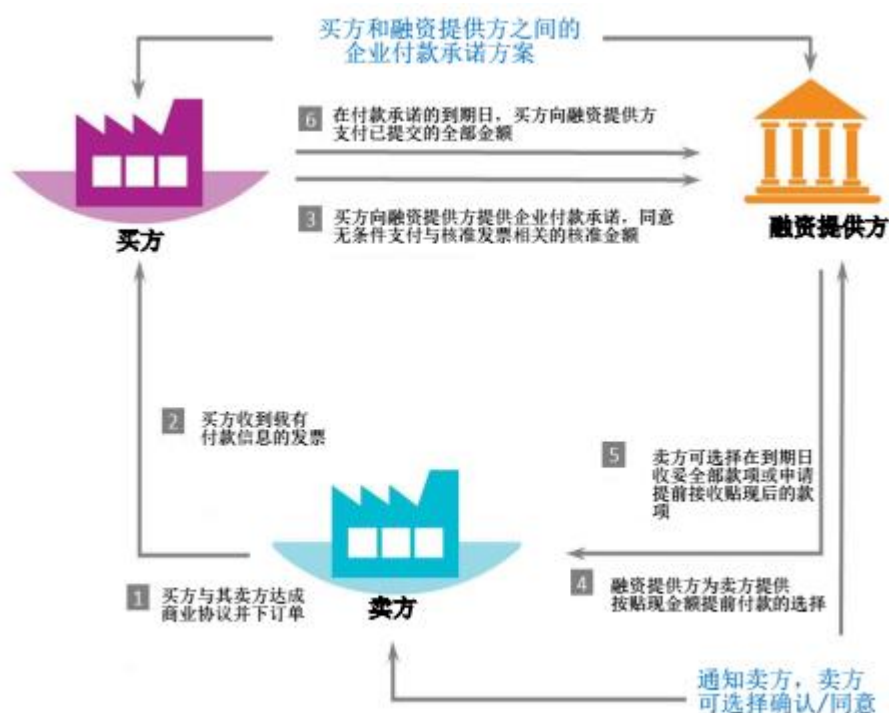 买方和融资提供方之间的
企业付款承诺方案
6 在付款承诺的到期日，买方向融资提供方
支付已提交的全部金额
3 买方向融资提供方提供企业付款承诺，同意
无条件支付与核准发票相关的核准金额
买方
融资提供方
2 买方收到载有
付款信息的发票
5 卖方可选择在到期日
收妥全部款项或申请
提前接收贴现后的款
项
1 买方与其卖方达成
商业协议并下订单
卖方
4 融资提供方为卖方提供
按贴现金额提前付款的选择
通知卖方，卖方
可选择确认/同意